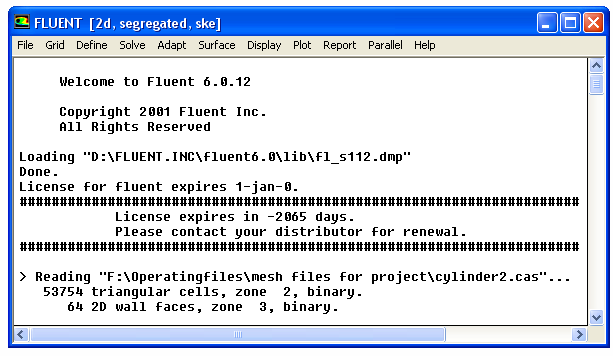 FLUENT [2d, segregated, ske]
File Grid Define Solve Adapt Surface Display Plot Report Parallel Help
Welcome to Fluent 6.0.12
Copyright 2001 Fluent Inc.
All Rights Reserved
Loading "D:\FLUENT.INC\fluent6.0\lib\fl_s112.dmp"
Done.
License for fluent expires 1-jan-0.
######################################################################
License expires in -2065 days.
Please contact your distributor for renewal.
######################################################################
> Reading "F:\Operatingfiles\mesh files for project\cylinder2.cas"...
53754 triangular cells, zone 2, binary.
64 2D wall faces, zone 3, binary.